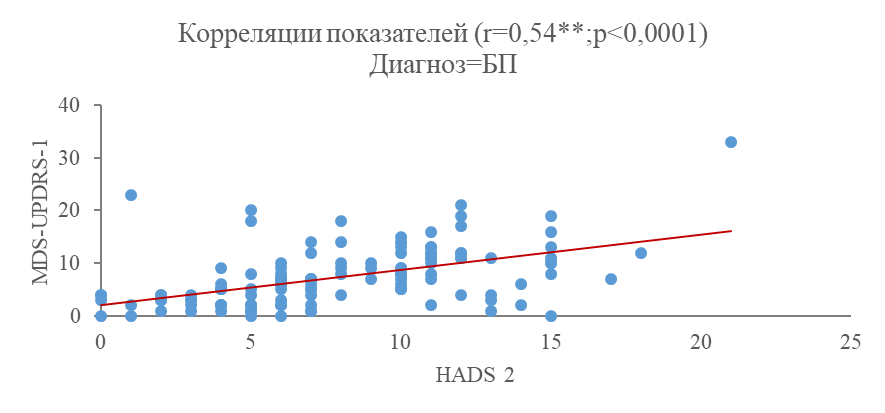 Корреляции показателей (r=0,54**;p<0,0001)
Диагноз=БП
MDS-UPDRS-1
40
30
20
10
0
0 5 10 15 20 25
HADS 2